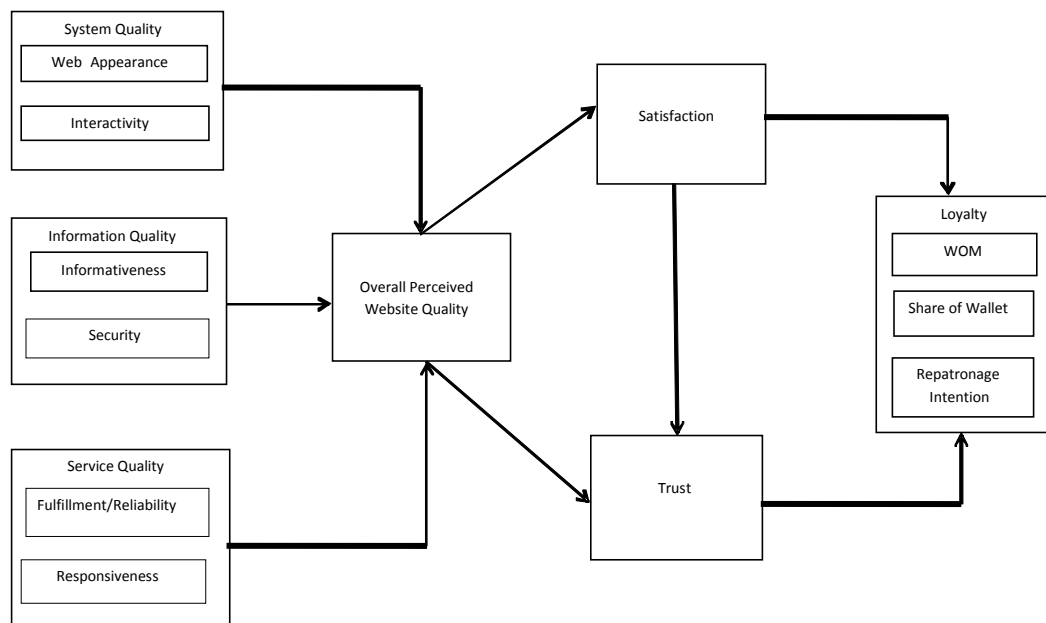 System Quality
Web Appearance
Interactivity
Information Quality
Informativeness
Security
Service Quality
Fulfillment/Reliability
Responsiveness
Overall Perceived
Website Quality
Satisfaction
Trust
Loyalty
WOM
Share of Wallet
Repatronage
Intention